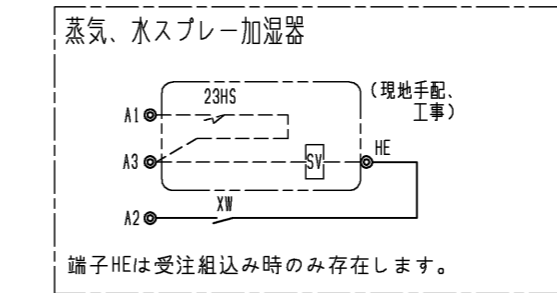 蒸気、水スプレー加湿器
(現地手配、
工事)
23HS
A1
HE
A3
SV
XW
A2
端子HEは受注組込み時のみ存在します。